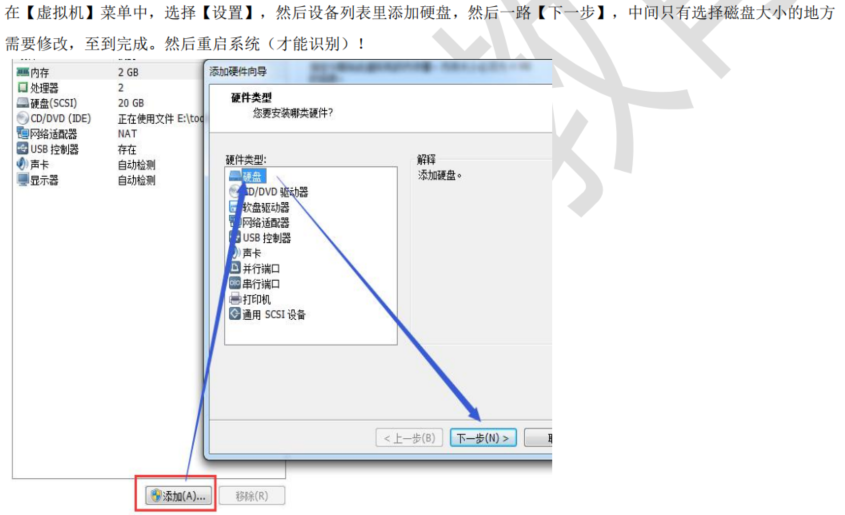 在【虚拟机】菜单中，选择【设置】，然后设备列表里添加硬盘，然后一路【下一步】，中间只有选择磁盘大小的地方
需要修改，至到完成。然后重启系统（才能识别）！
内存 2 GB
处理器 2
硬盘(SCSI) 20 GB
CD/DVD (IDE) 正在使用文件 E:\too
网络适配器 NAT
USB 控制器 存在
声卡 自动检测
显示器 自动检测
添加硬件向导
硬件类型
您要安装哪类硬件?
硬件类型:
硬盘
CD/DVD 驱动器
软盘驱动器
网络适配器
USB 控制器
声卡
并行端口
串行端口
打印机
通用 SCSI 设备
解释
添加硬盘。
< 上一步(B)
下一步(N) >
添加(A)...
移除(R)
教